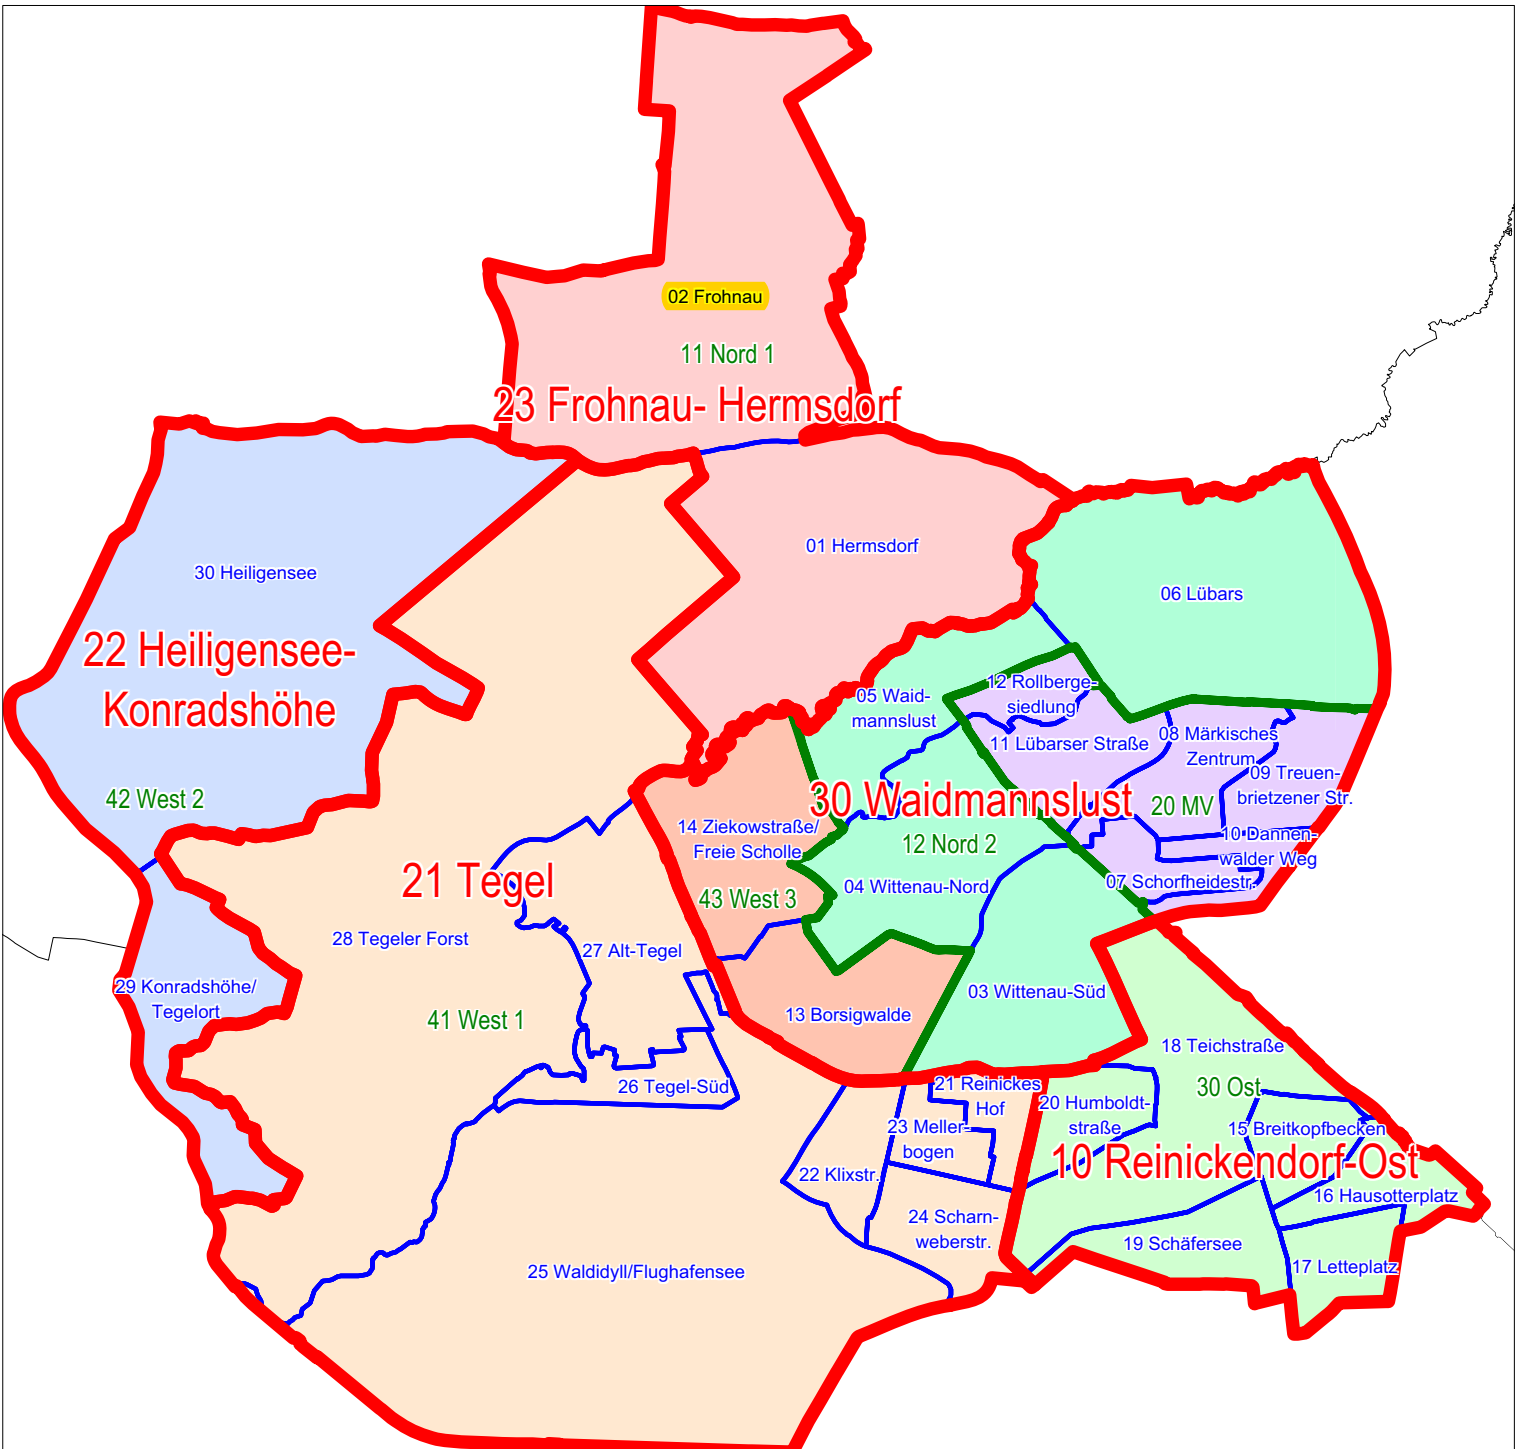 02 Frohnau
11 Nord 1
23 Frohnau- Hermsdorf
01 Hermsdorf
30 Heiligensee
06 Lübars
22 Heiligensee-
Konradshöhe
12 Rollberge-
siedlung
05 Waid-
mannslust
11 Lübarser Straße
08 Märkisches
Zentrum
09 Treuen-
brietzener Str.
42 West 2
30 Waidmannslust
20 MV
14 Ziekowstraße/
Freie Scholle
12 Nord 2
10 Dannen-
walder Weg
21 Tegel
43 West 3
04 Wittenau-Nord
07 Schorfheidestr.
28 Tegeler Forst
27 Alt-Tegel
29 Konradshöhe/
Tegelort
41 West 1
13 Borsigwalde
03 Wittenau-Süd
18 Teichstraße
26 Tegel-Süd
21 Reinickes
Hof
30 Ost
20 Humboldt-
straße
23 Meller-
bogen
15 Breitkopfbecken
10 Reinickendorf-Ost
22 Klixstr.
16 Hausotterplatz
24 Scharn-
weberstr.
19 Schäfersee
25 Waldidyll/Flughafensee
17 Letteplatz